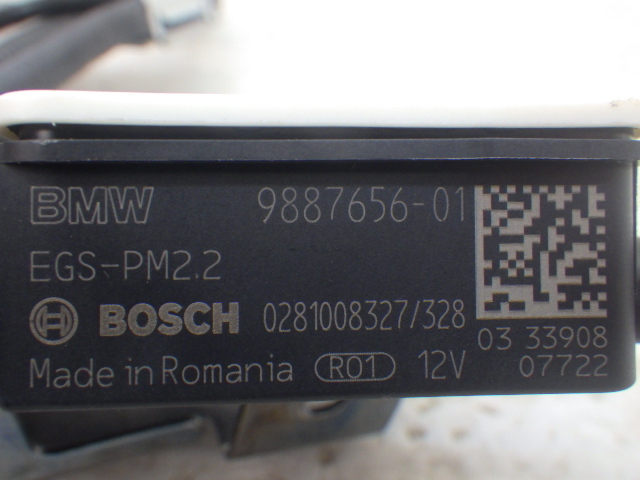 BMW 9887656-01
EGS-PM2.2
BOSCH 0281008327/328
03 33908
Made in Romania R01 12V 07722